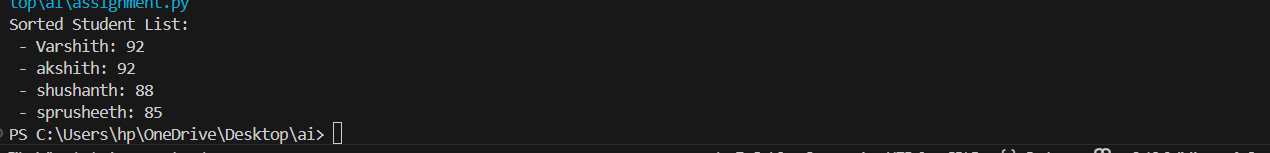 top\ai\assignment.py
Sorted Student List:
 - Varshith: 92
 - akshith: 92
 - shushanth: 88
 - sprusheeth: 85
PS C:\Users\hp\OneDrive\Desktop\ai>